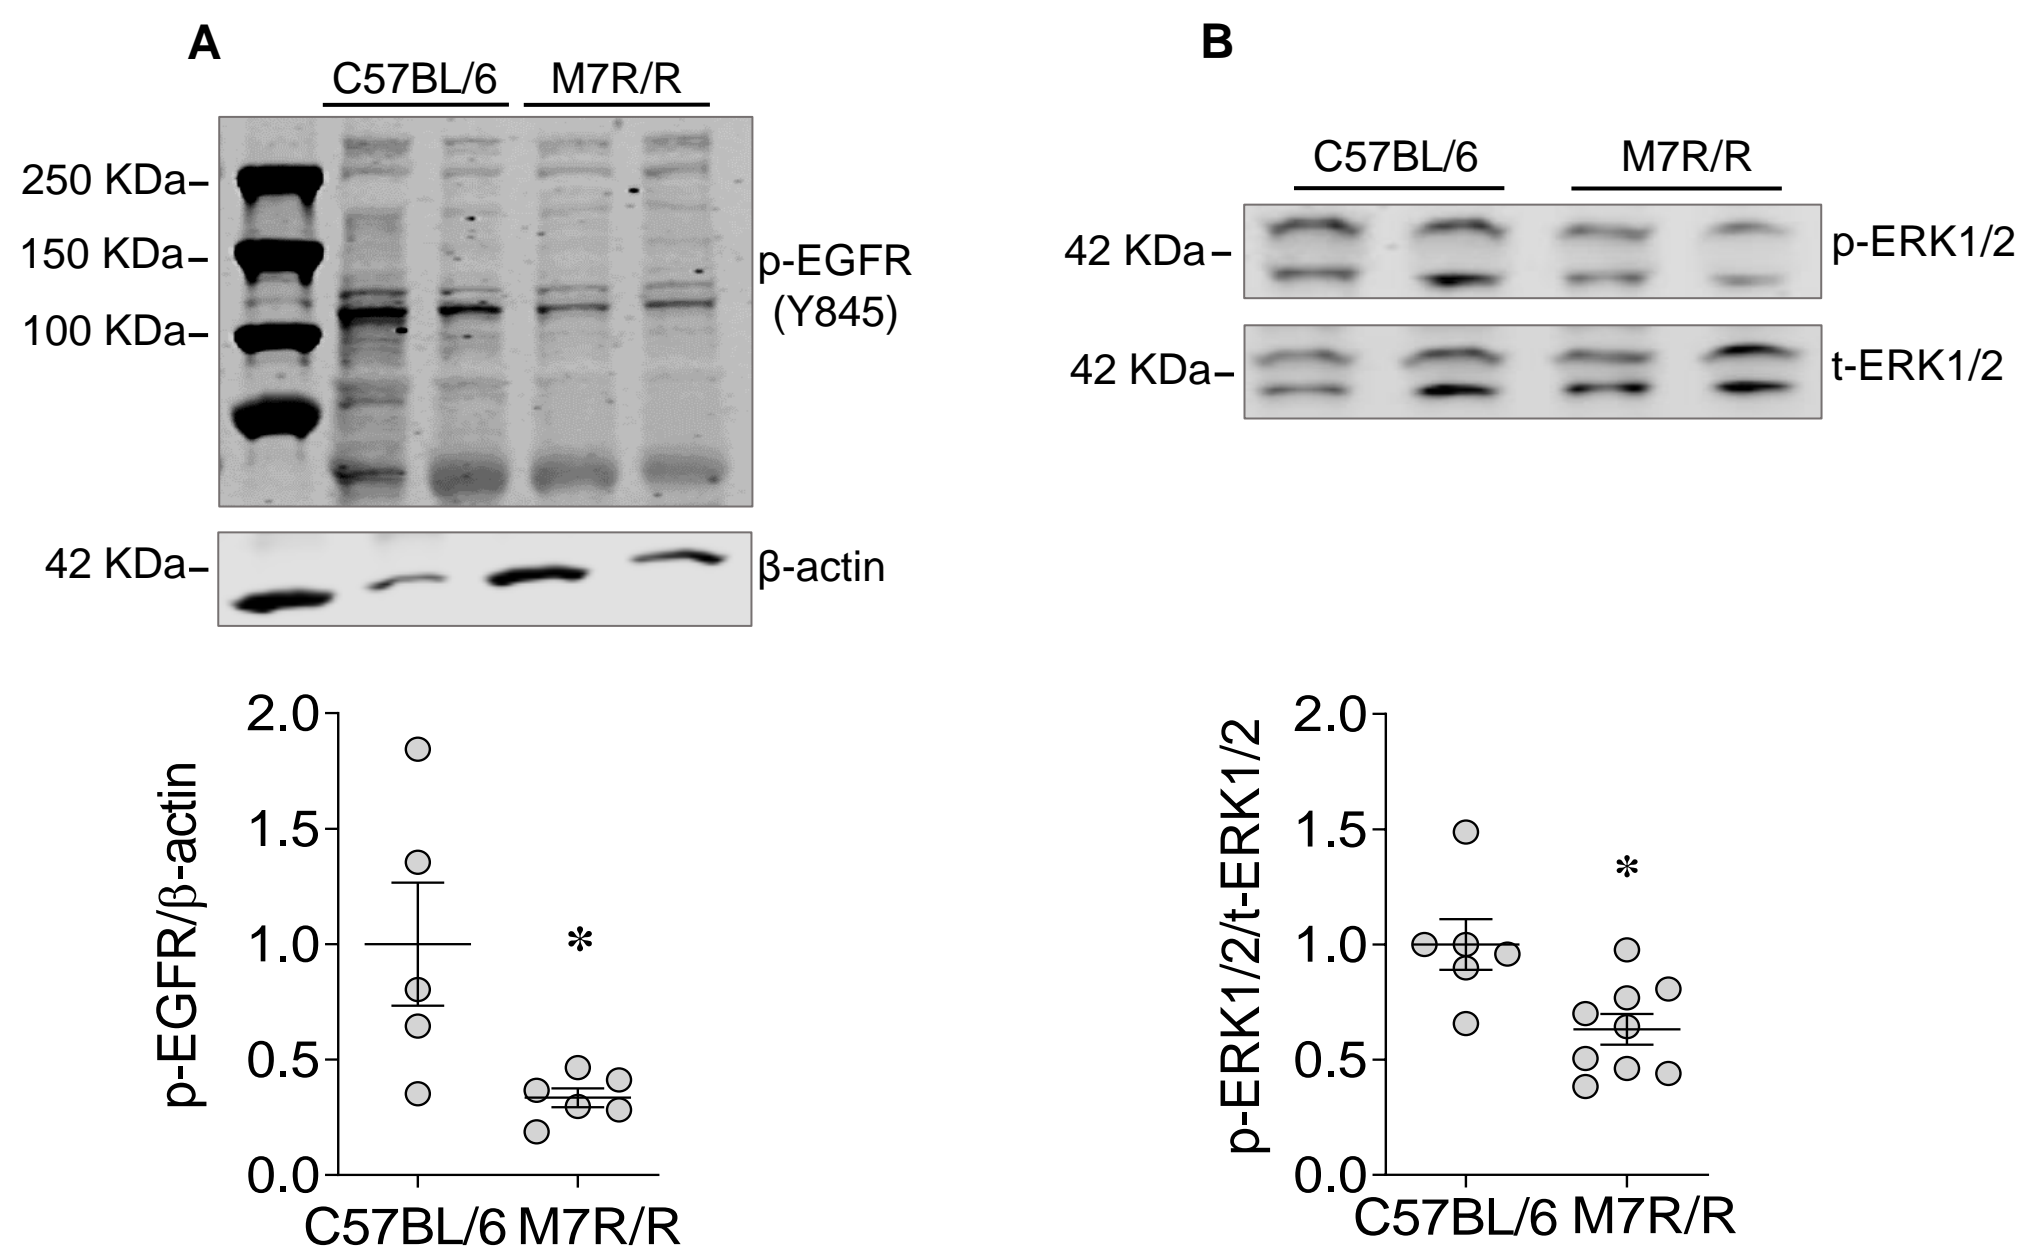 A
C57BL/6 M7R/R
250 KDa–
150 KDa–
100 KDa–
p-EGFR
(Y845)
42 KDa–
β-actin
2.0
1.5
1.0
0.5
0.0
p-EGFR/β-actin
*
C57BL/6 M7R/R
B
C57BL/6 M7R/R
42 KDa–
p-ERK1/2
42 KDa–
t-ERK1/2
2.0
1.5
1.0
0.5
0.0
p-ERK1/2/t-ERK1/2
*
C57BL/6 M7R/R